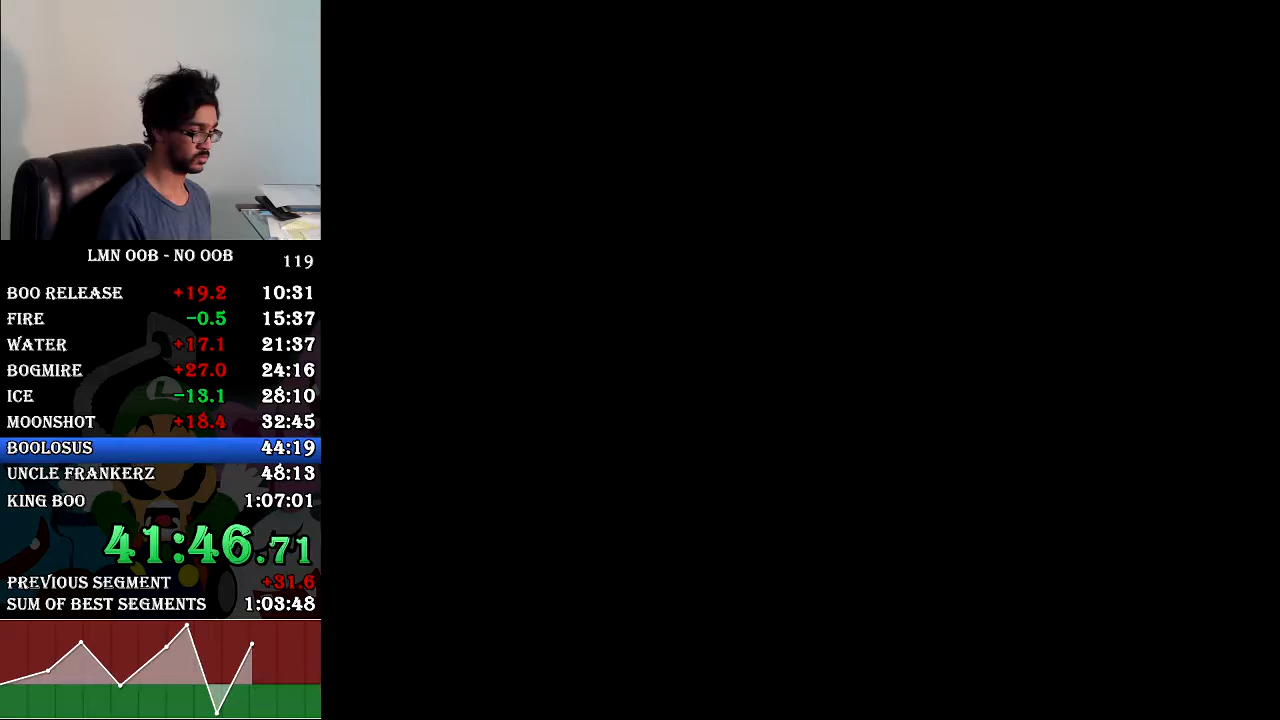 LMN OOB - NO OOB
119
BOO RELEASE +19.2 10:31
FIRE -0.5 15:37
WATER +17.1 21:37
BOGMIRE +27.0 24:16
ICE -13.1 28:10
MOONSHOT +18.4 32:45
BOOLOSUS 44:19
UNCLE FRANKERZ 48:13
KING BOO 1:07:01
41:46.71
PREVIOUS SEGMENT +31.6
SUM OF BEST SEGMENTS 1:03:48